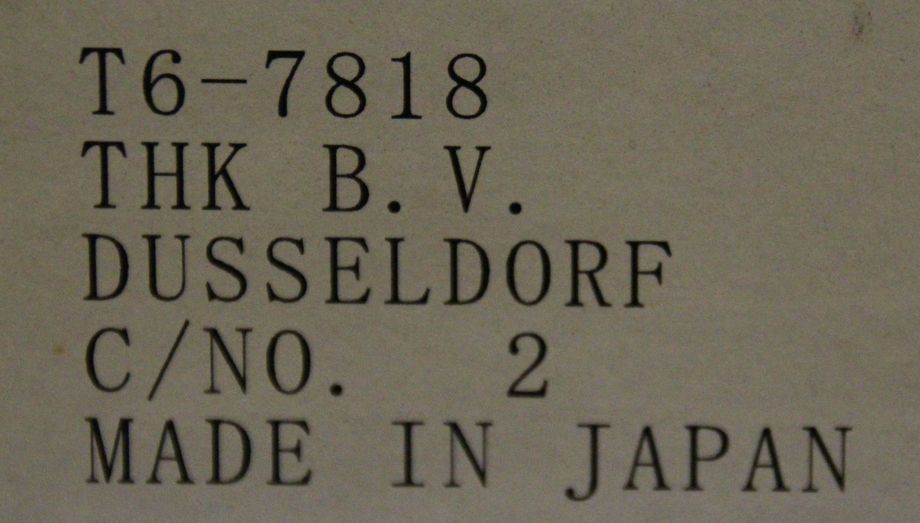 T6-7818
THK B.V.
DUSSELDORF
C/NO. 2
MADE IN JAPAN